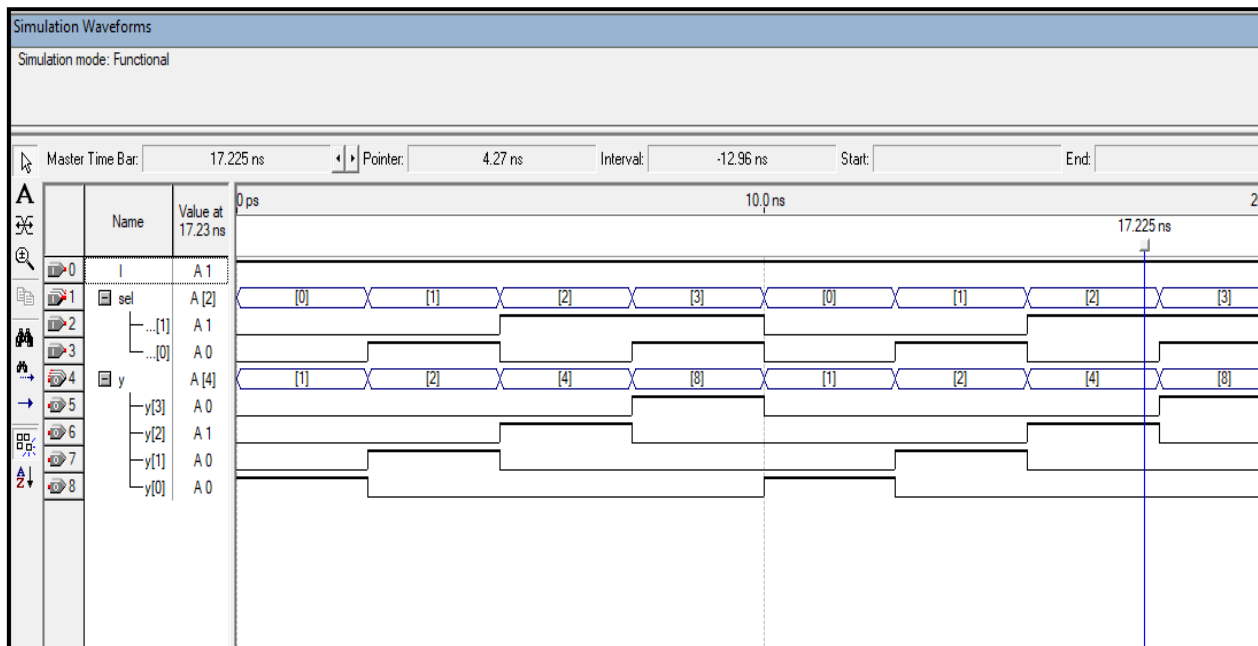 Simulation Waveforms
Simulation mode: Functional
Master Time Bar: 17.225 ns Pointer: 4.27 ns Interval: -12.96 ns Start: End:
A
Name Value at 17.23 ns 0 ps 10.0 ns 2
17.225 ns
0 I A 1
1 sel A [2] [0] [1] [2] [3] [0] [1] [2] [3]
2 ...[1] A 1
3 ...[0] A 0
4 y A [4] [1] [2] [4] [8] [1] [2] [4] [8]
5 y[3] A 0
6 y[2] A 1
7 y[1] A 0
8 y[0] A 0
A
Z